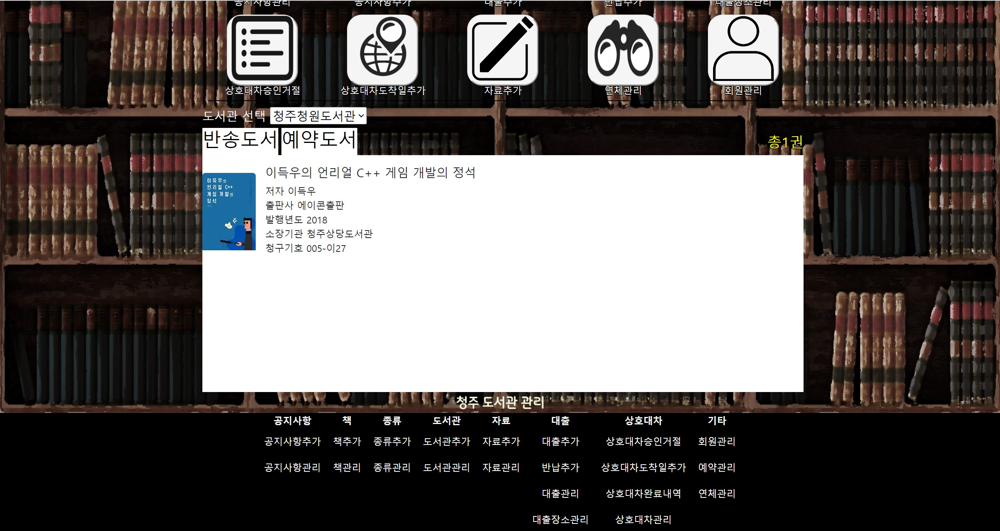 공지사항관리 공지사항추가 대출추가 반납추가 대출장소관리
상호대차승인거절 상호대차도착일추가 자료추가 연체관리 회원관리
도서관 선택 청주청원도서관
반송도서 예약도서 총1권
이득우의 언리얼 C++ 게임 개발의 정석
이득우의
언리얼 C++
게임 개발의
정석
저자 이득우
출판사 에이콘출판
발행년도 2018
소장기관 청주상당도서관
청구기호 005-이27
청주 도서관 관리
공지사항 책 종류 도서관 자료 대출 상호대차 기타
공지사항추가 책추가 종류추가 도서관추가 자료추가 대출추가 상호대차승인거절 회원관리
공지사항관리 책관리 종류관리 도서관관리 자료관리 반납추가 상호대차도착일추가 예약관리
대출관리 상호대차완료내역 연체관리
대출장소관리 상호대차관리